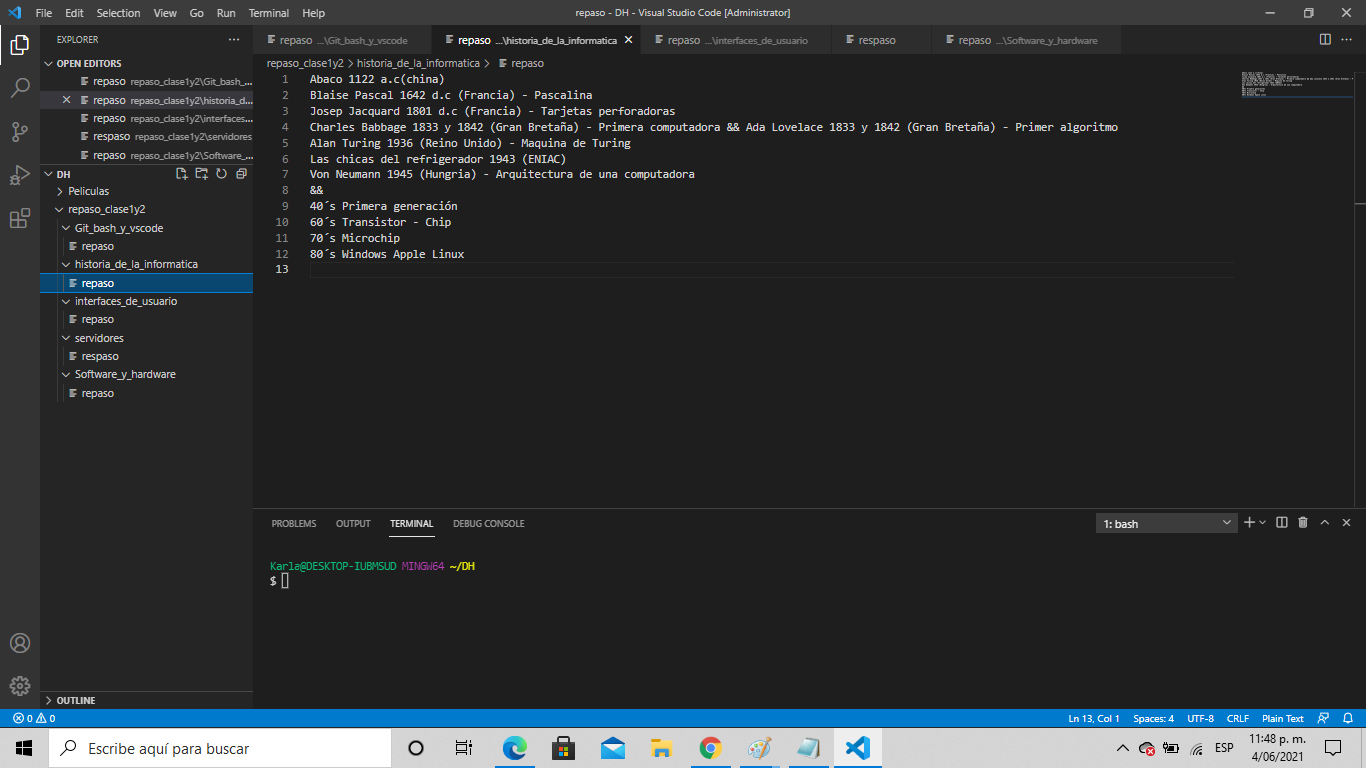 File Edit Selection View Go Run Terminal Help
repaso - DH - Visual Studio Code [Administrator]
EXPLORER
OPEN EDITORS
repaso repaso_clase1y2\Git_bash_...
repaso repaso_clase1y2\historia_d...
repaso repaso_clase1y2\interfaces...
respaso repaso_clase1y2\servidores
repaso repaso_clase1y2\Software_...
DH
Peliculas
repaso_clase1y2
Git_bash_y_vscode
repaso
historia_de_la_informatica
repaso
interfaces_de_usuario
repaso
servidores
respaso
Software_y_hardware
repaso
OUTLINE
repaso ...\Git_bash_y_vscode
repaso ...\historia_de_la_informatica
repaso ...\interfaces_de_usuario
respaso
repaso ...\Software_y_hardware
repaso_clase1y2 > historia_de_la_informatica > repaso
1 Abaco 1122 a.c(china)
2 Blaise Pascal 1642 d.c (Francia) - Pascalina
3 Josep Jacquard 1801 d.c (Francia) - Tarjetas perforadoras
4 Charles Babbage 1833 y 1842 (Gran Bretaña) - Primera computadora && Ada Lovelace 1833 y 1842 (Gran Bretaña) - Primer algoritmo
5 Alan Turing 1936 (Reino Unido) - Maquina de Turing
6 Las chicas del refrigerador 1943 (ENIAC)
7 Von Neumann 1945 (Hungria) - Arquitectura de una computadora
8 &&
9 40´s Primera generación
10 60´s Transistor - Chip
11 70´s Microchip
12 80´s Windows Apple Linux
13
PROBLEMS OUTPUT TERMINAL DEBUG CONSOLE
1: bash
Karla@DESKTOP-IUBMSUD MINGW64 ~/DH
$
0 0
Ln 13, Col 1 Spaces: 4 UTF-8 CRLF Plain Text
Escribe aquí para buscar
ESP
11:48 p. m.
4/06/2021